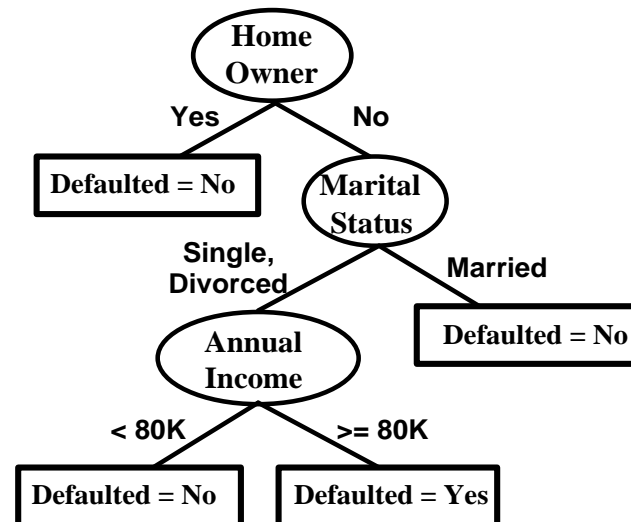 Home
Owner
Yes
No
Defaulted = No
Marital
Status
Single,
Divorced
Married
Annual
Income
Defaulted = No
< 80K
>= 80K
Defaulted = No
Defaulted = Yes